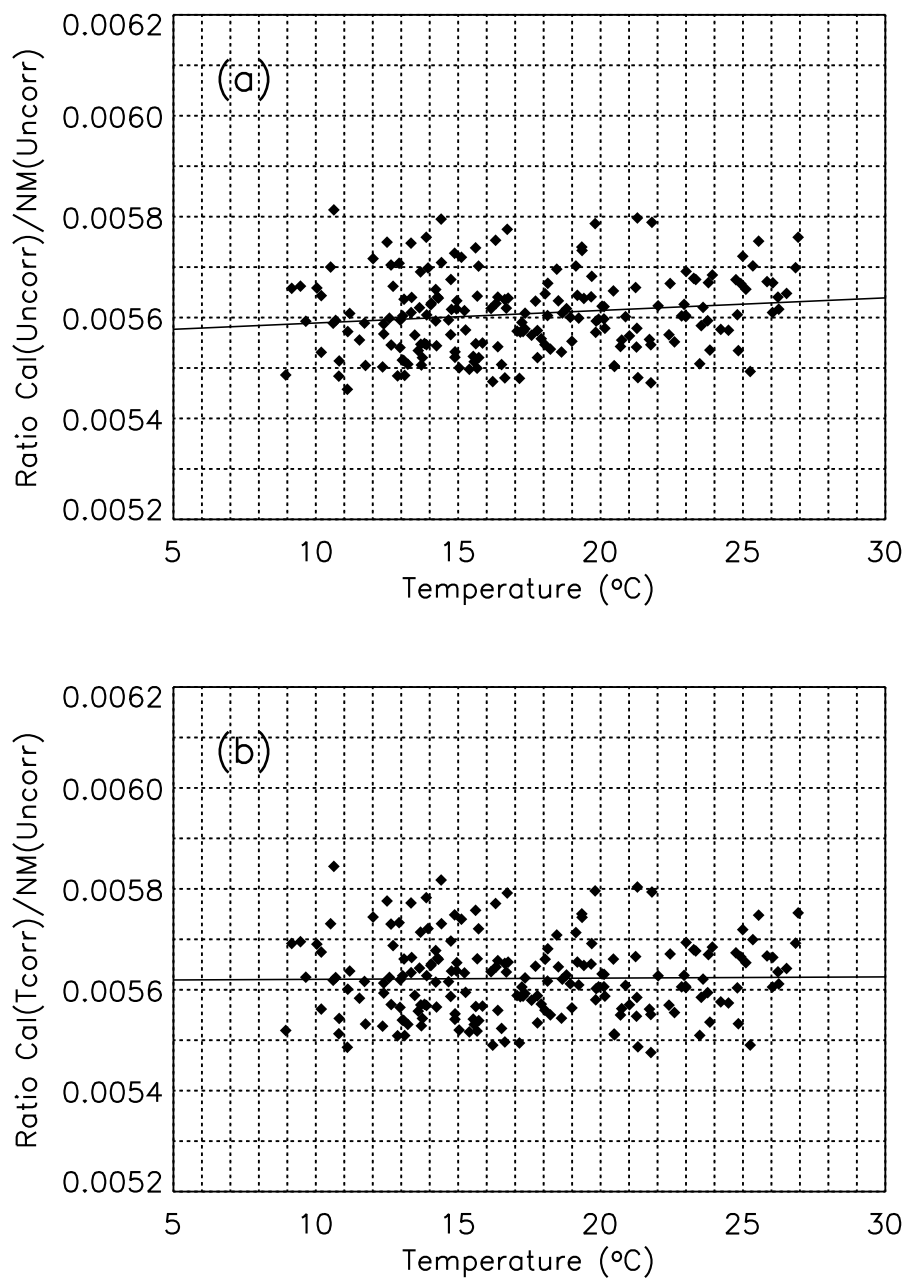 0.0062
(a)
0.0060
0.0058
0.0056
0.0054
0.0052
Ratio Cal(Uncorr)/NM(Uncorr)
5 10 15 20 25 30
Temperature (°C)
0.0062
(b)
0.0060
0.0058
0.0056
0.0054
0.0052
Ratio Cal(Tcorr)/NM(Uncorr)
5 10 15 20 25 30
Temperature (°C)